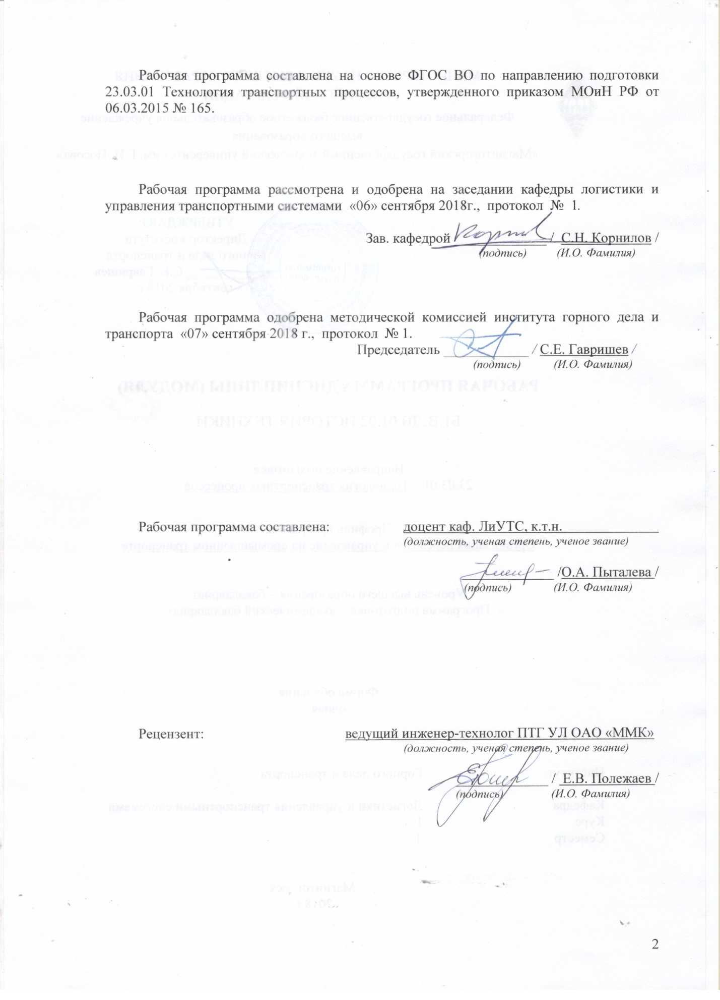 Рабочая программа составлена на основе ФГОС ВО по направлению подготовки
23.03.01 Технология транспортных процессов, утвержденного приказом МОиН РФ от
06.03.2015 № 165.
Рабочая программа рассмотрена и одобрена на заседании кафедры логистики и
управления транспортными системами «06» сентября 2018г., протокол № 1.
Зав. кафедрой / С.Н. Корнилов /
(подпись) (И.О. Фамилия)
Рабочая программа одобрена методической комиссией института горного дела и
транспорта «07» сентября 2018 г., протокол № 1.
Председатель / С.Е. Гавришев /
(подпись) (И.О. Фамилия)
Рабочая программа составлена: доцент каф. ЛиУТС, к.т.н.
(должность, ученая степень, ученое звание)
/О.А. Пыталева /
(подпись) (И.О. Фамилия)
Рецензент: ведущий инженер-технолог ПТГ УЛ ОАО «ММК»
(должность, ученая степень, ученое звание)
/ Е.В. Полежаев /
(подпись) (И.О. Фамилия)
2